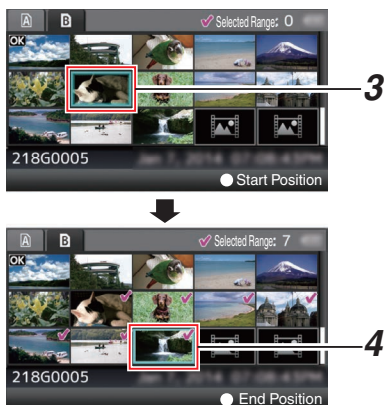 A B ✓ Selected Range: 0
OK
3
218G0005
Start Position
A B ✓ Selected Range: 7
OK
4
218G0005
End Position